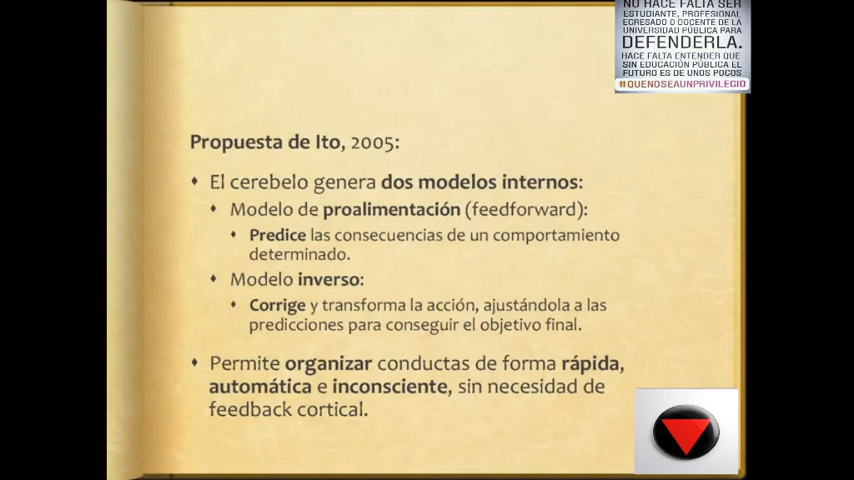 NO HACE FALTA SER
ESTUDIANTE, PROFESIONAL
EGRESADO O DOCENTE DE LA
UNIVERSIDAD PÚBLICA PARA
DEFENDERLA.
HACE FALTA ENTENDER QUE
SIN EDUCACIÓN PÚBLICA EL
FUTURO ES DE UNOS POCOS
#QUENOSEAUNPRIVILEGIO
Propuesta de Ito, 2005:
El cerebelo genera dos modelos internos:
Modelo de proalimentación (feedforward):
Predice las consecuencias de un comportamiento
determinado.
Modelo inverso:
Corrige y transforma la acción, ajustándola a las
predicciones para conseguir el objetivo final.
Permite organizar conductas de forma rápida,
automática e inconsciente, sin necesidad de
feedback cortical.